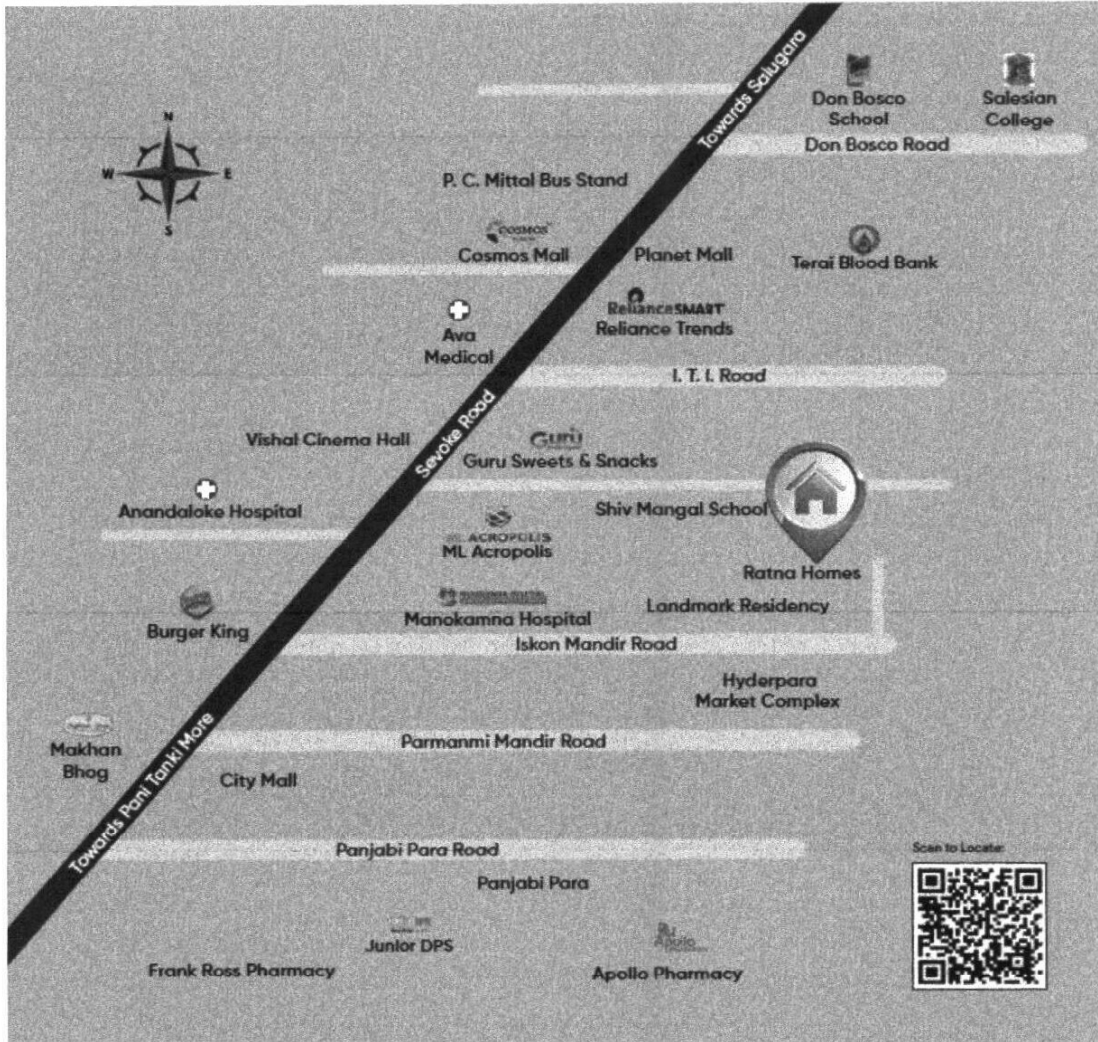 N
W
E
S
Towards Salugara
Don Bosco
School
Salesian
College
Don Bosco Road
P. C. Mittal Bus Stand
COSMOS
Cosmos Mall
Planet Mall
Terai Blood Bank
Reliance SMART
Reliance Trends
Ava
Medical
I. T. I. Road
Sevoke Road
Vishal Cinema Hall
Guru
Guru Sweets & Snacks
Anandaloke Hospital
Shiv Mangal School
ML ACROPOLIS
ML Acropolis
Ratna Homes
Burger King
Manokamna Hospital
Landmark Residency
Iskon Mandir Road
Hyderpara
Market Complex
Makhan
Bhog
Parmanmi Mandir Road
Towards Pani Tanki More
City Mall
Panjabi Para Road
Scan to Locate:
Panjabi Para
Junior DPS
Frank Ross Pharmacy
Apollo
Apollo Pharmacy